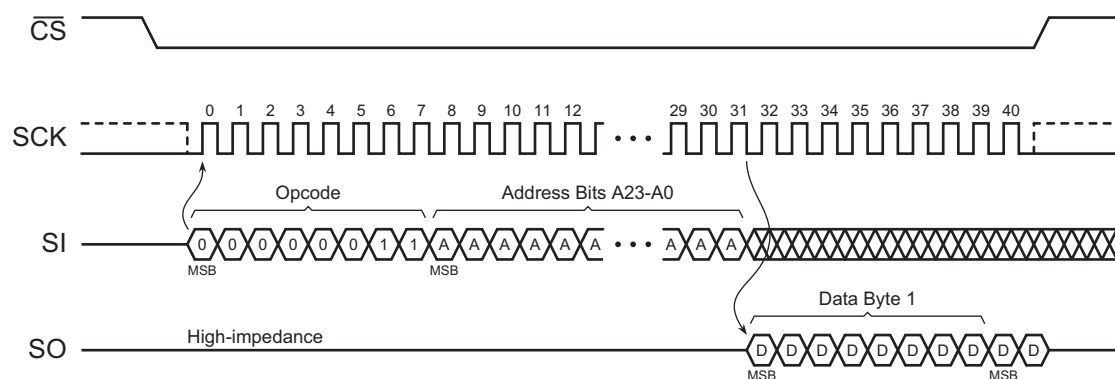 CS
0 1 2 3 4 5 6 7 8 9 10 11 12 29 30 31 32 33 34 35 36 37 38 39 40
SCK
Opcode Address Bits A23-A0
SI 0 0 0 0 0 0 1 1 A A A A A A A A A
MSB MSB
Data Byte 1
High-impedance
SO D D D D D D D D D D
MSB MSB